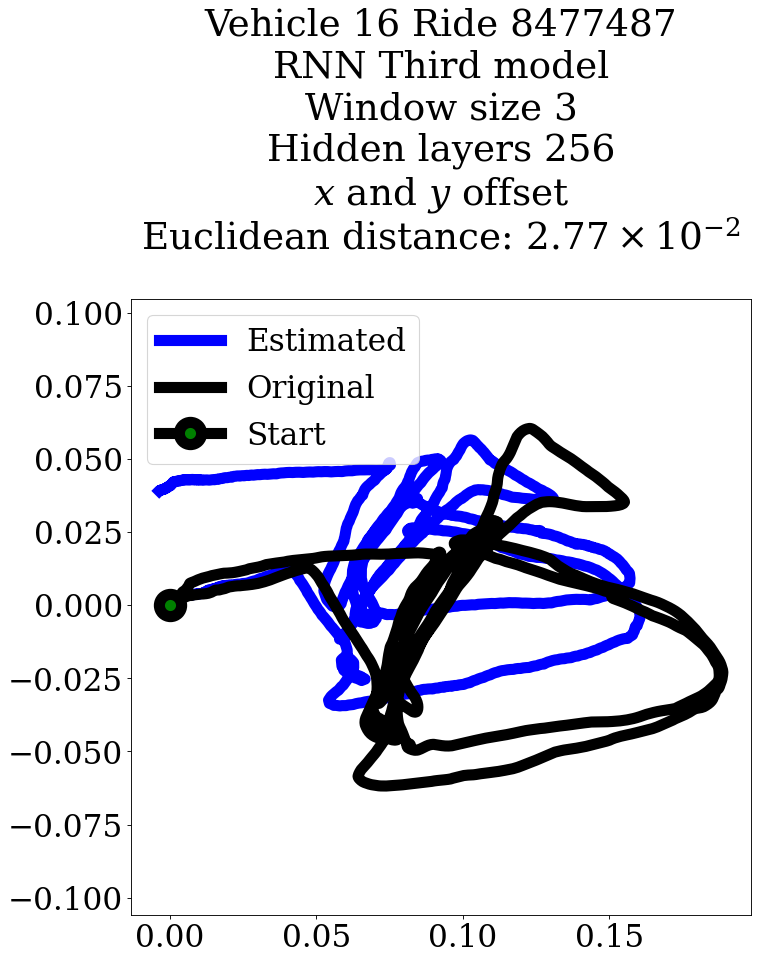 Vehicle 16 Ride 8477487
RNN Third model
Window size 3
Hidden layers 256
x and y offset
Euclidean distance: 2.77 × 10⁻²
Estimated
Original
Start
0.100
0.075
0.050
0.025
0.000
−0.025
−0.050
−0.075
−0.100
0.00 0.05 0.10 0.15